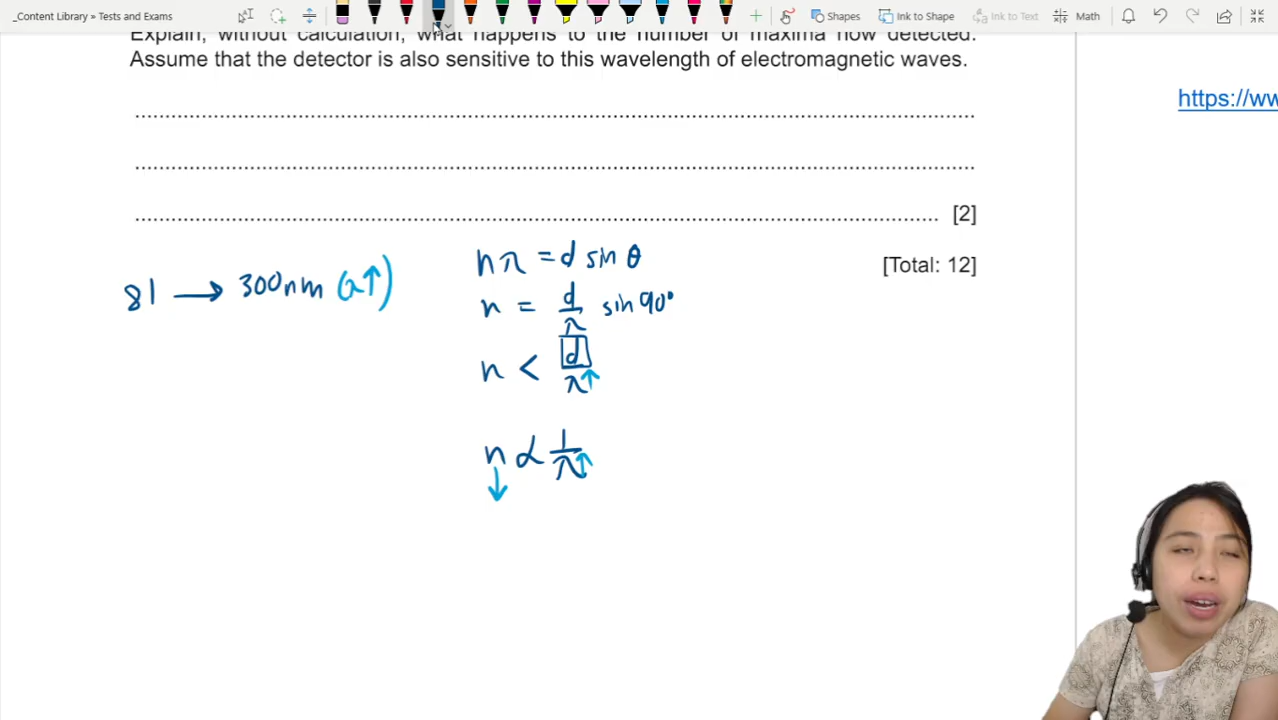 _Content Library » Tests and Exams
Shapes
Ink to Shape
Ink to Text
Math
Explain, without calculation, what happens to the number of maxima now detected.
Assume that the detector is also sensitive to this wavelength of electromagnetic waves.
https://ww
[2]
[Total: 12]
81 → 300nm (λ↑)
nλ = d sin θ
n = d/λ sin 90°
n < d/λ↑
n ∝ 1/λ↑
↓